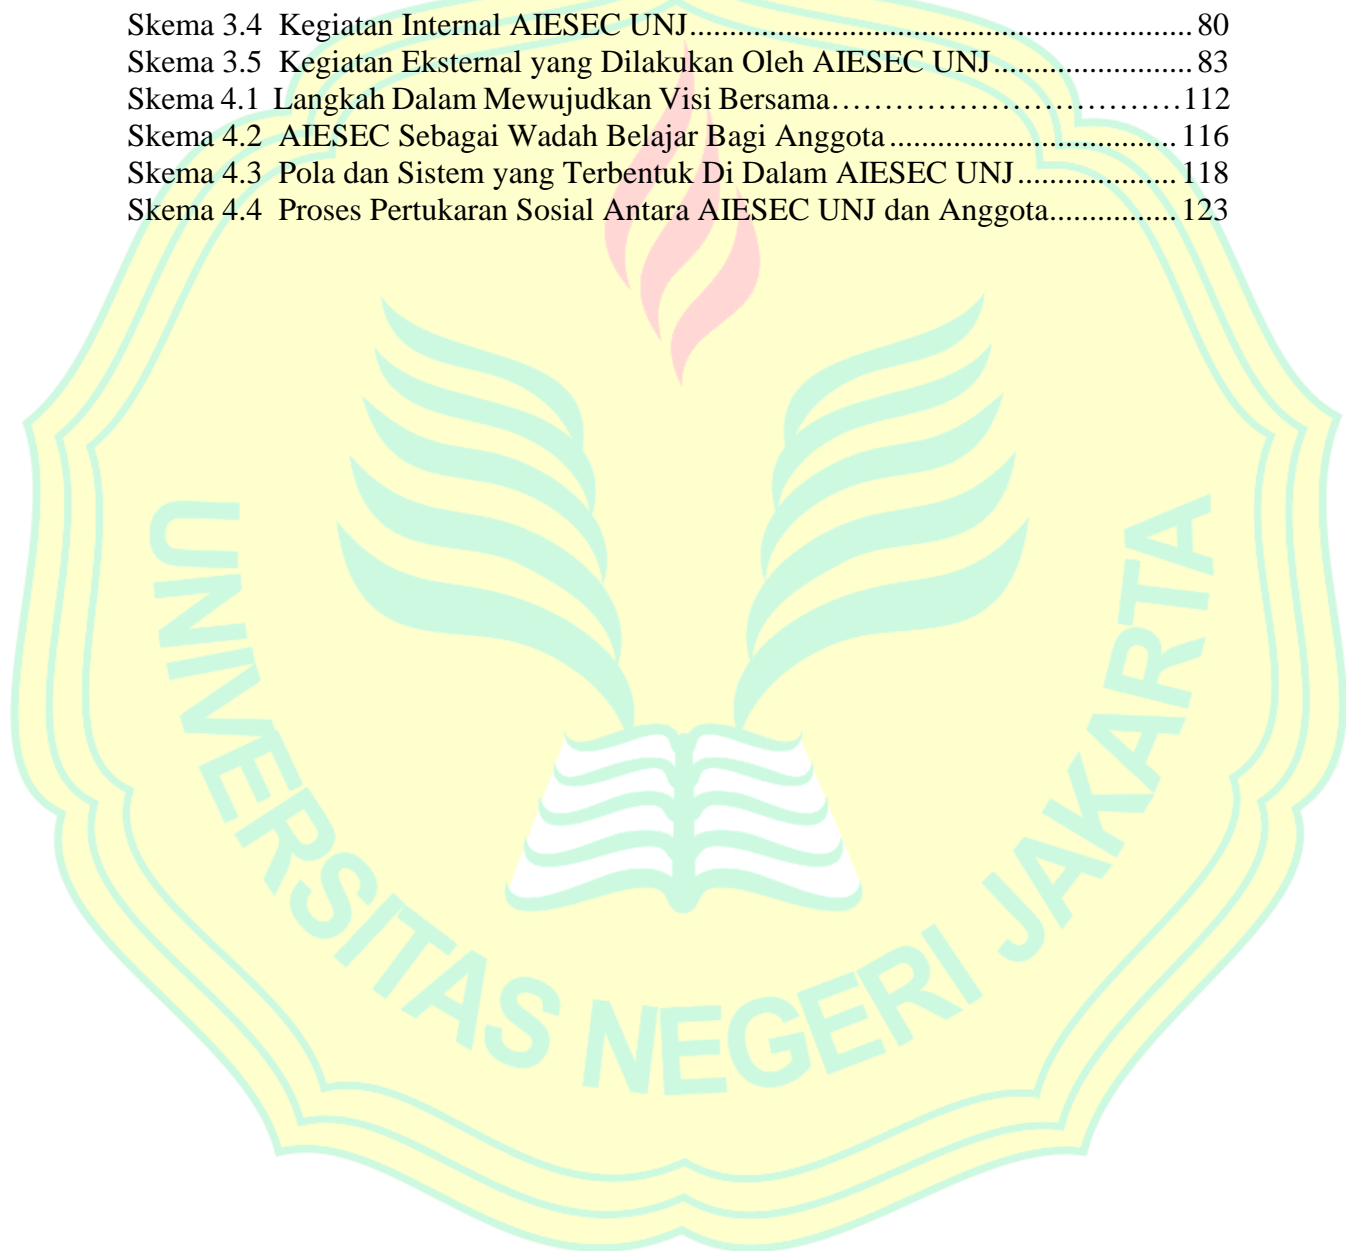 Skema 3.4 Kegiatan Internal AIESEC UNJ............................................................... 80
Skema 3.5 Kegiatan Eksternal yang Dilakukan Oleh AIESEC UNJ......................... 83
Skema 4.1 Langkah Dalam Mewujudkan Visi Bersama……………………………112
Skema 4.2 AIESEC Sebagai Wadah Belajar Bagi Anggota.................................... 116
Skema 4.3 Pola dan Sistem yang Terbentuk Di Dalam AIESEC UNJ.................... 118
Skema 4.4 Proses Pertukaran Sosial Antara AIESEC UNJ dan Anggota................ 123
UNIVERSITAS NEGERI JAKARTA